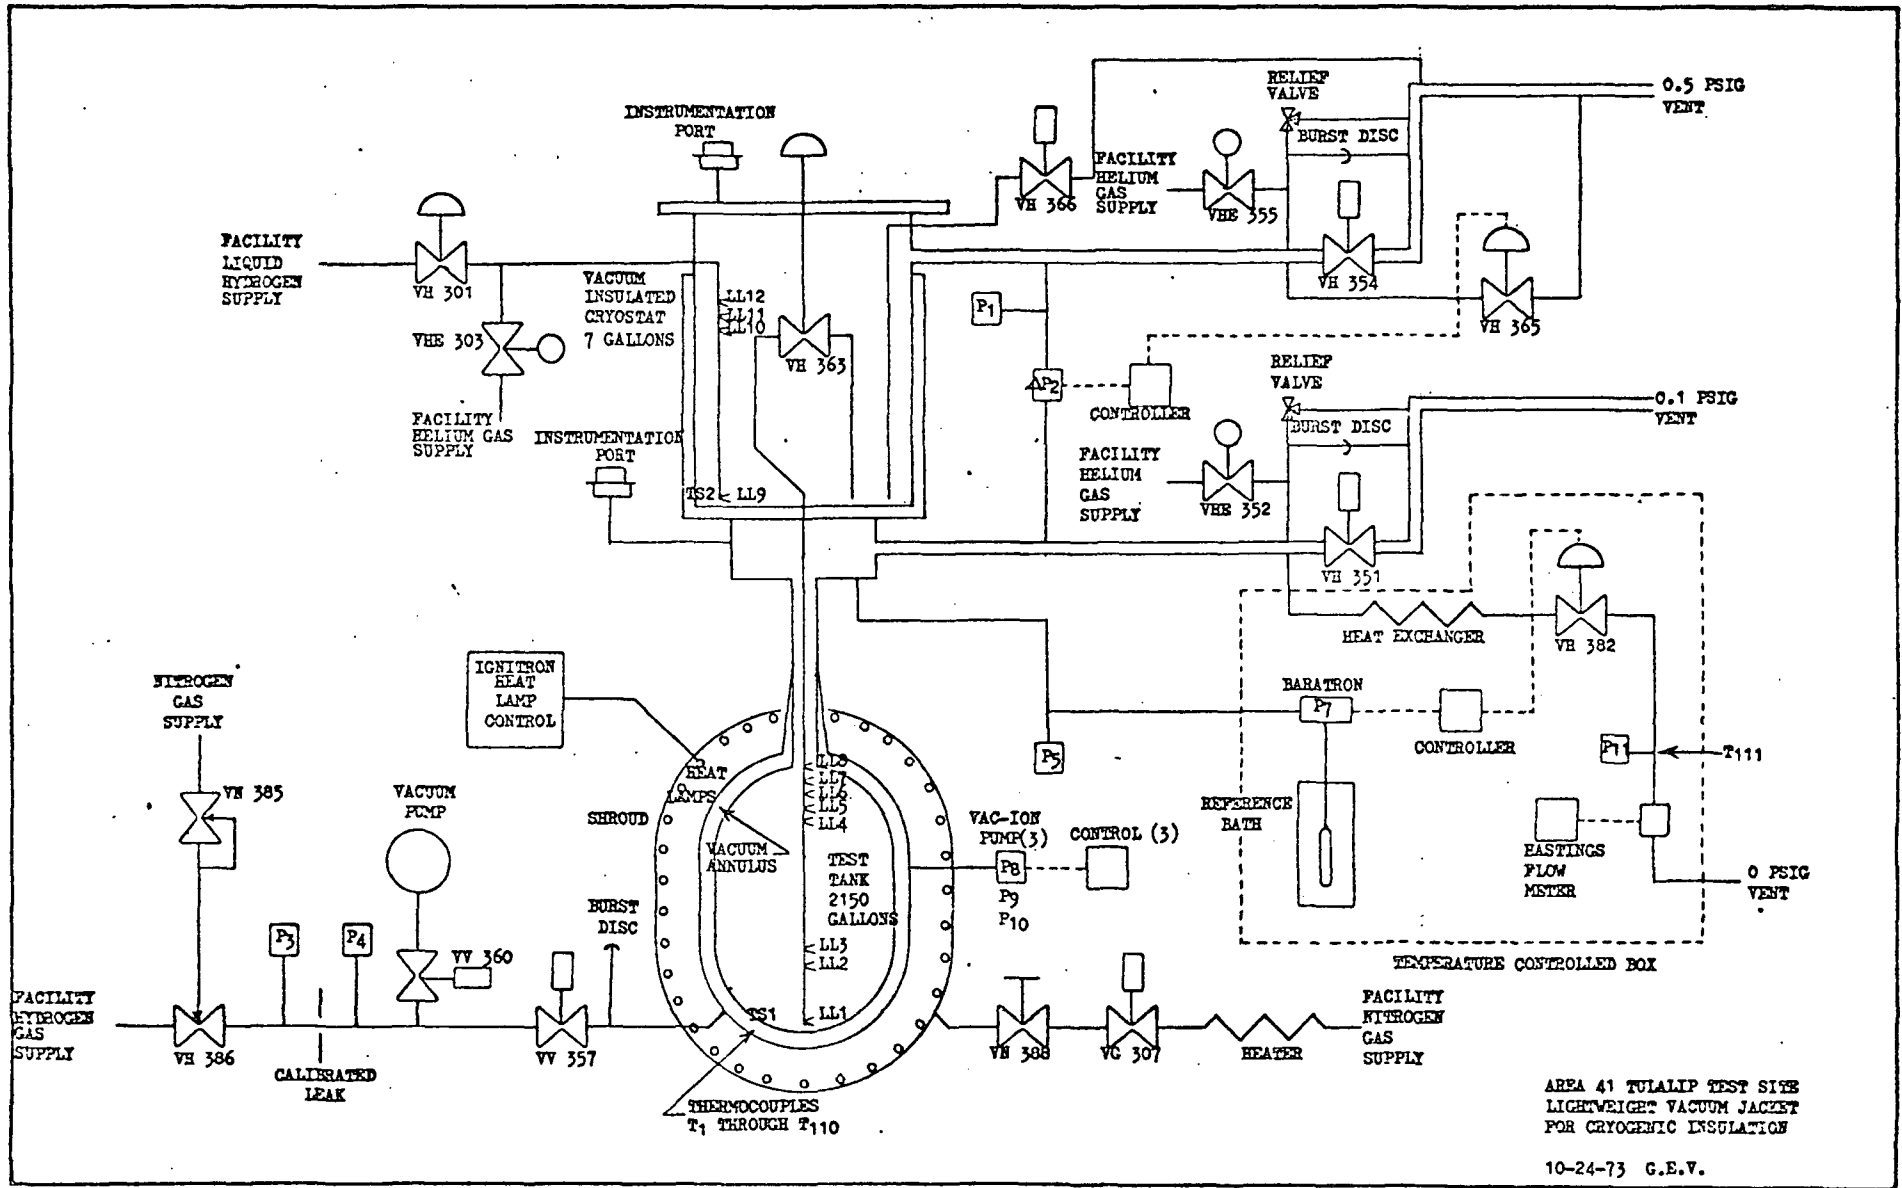 INSTRUMENTATION
PORT
FACILITY
LIQUID
HYDROGEN
SUPPLY
VH 301
VHE 303
FACILITY
HELIUM GAS
SUPPLY
VACUUM
INSULATED
CRYOSTAT
7 GALLONS
LL12
LL11
LL10
VH 363
TS2
LL9
INSTRUMENTATION
PORT
VH 366
FACILITY
HELIUM
GAS
SUPPLY
VHE 355
RELIEF
VALVE
BURST DISC
VH 354
0.5 PSIG
VENT
VH 365
P1
ΔP2
CONTROLLER
RELIEF
VALVE
BURST DISC
0.1 PSIG
VENT
FACILITY
HELIUM
GAS
SUPPLY
VHE 352
VH 351
HEAT EXCHANGER
VH 382
BARATRON
P7
CONTROLLER
P5
P11
T111
REFERENCE
BATH
HASTINGS
FLOW
METER
0 PSIG
VENT
TEMPERATURE CONTROLLED BOX
IGNITRON
HEAT
LAMP
CONTROL
NITROGEN
GAS
SUPPLY
VN 385
VACUUM
PUMP
SHROUD
HEAT
LAMPS
VACUUM
ANNULUS
LL8
LL7
LL6
LL5
LL4
TEST
TANK
2150
GALLONS
LL3
LL2
LL1
TS1
VAC-ION
PUMP(3)
P8
P9
P10
CONTROL (3)
BURST
DISC
P3
P4
VV 360
FACILITY
HYDROGEN
GAS
SUPPLY
VH 386
CALIBRATED
LEAK
VV 357
THERMOCOUPLES
T1 THROUGH T110
VN 388
VG 307
HEATER
FACILITY
NITROGEN
GAS
SUPPLY
AREA 41 TULALIP TEST SITE
LIGHTWEIGHT VACUUM JACKET
FOR CRYOGENIC INSULATION
10-24-73 G.E.V.